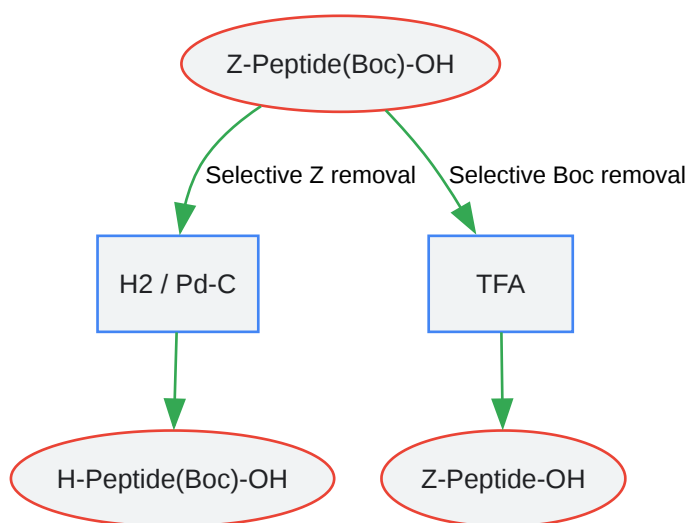 Z-Peptide(Boc)-OH
Selective Z removal
Selective Boc removal
H2 / Pd-C
TFA
H-Peptide(Boc)-OH
Z-Peptide-OH